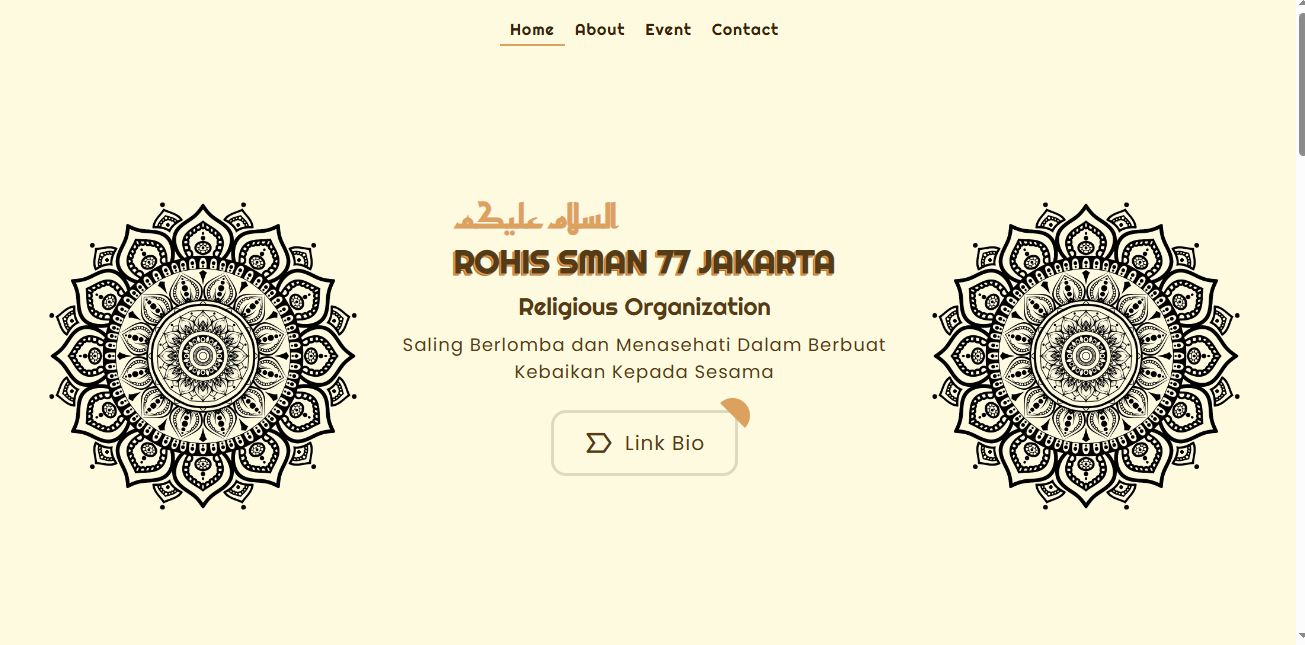 Home About Event Contact
السلام عليكم
ROHIS SMAN 77 JAKARTA
Religious Organization
Saling Berlomba dan Menasehati Dalam Berbuat
Kebaikan Kepada Sesama
Link Bio